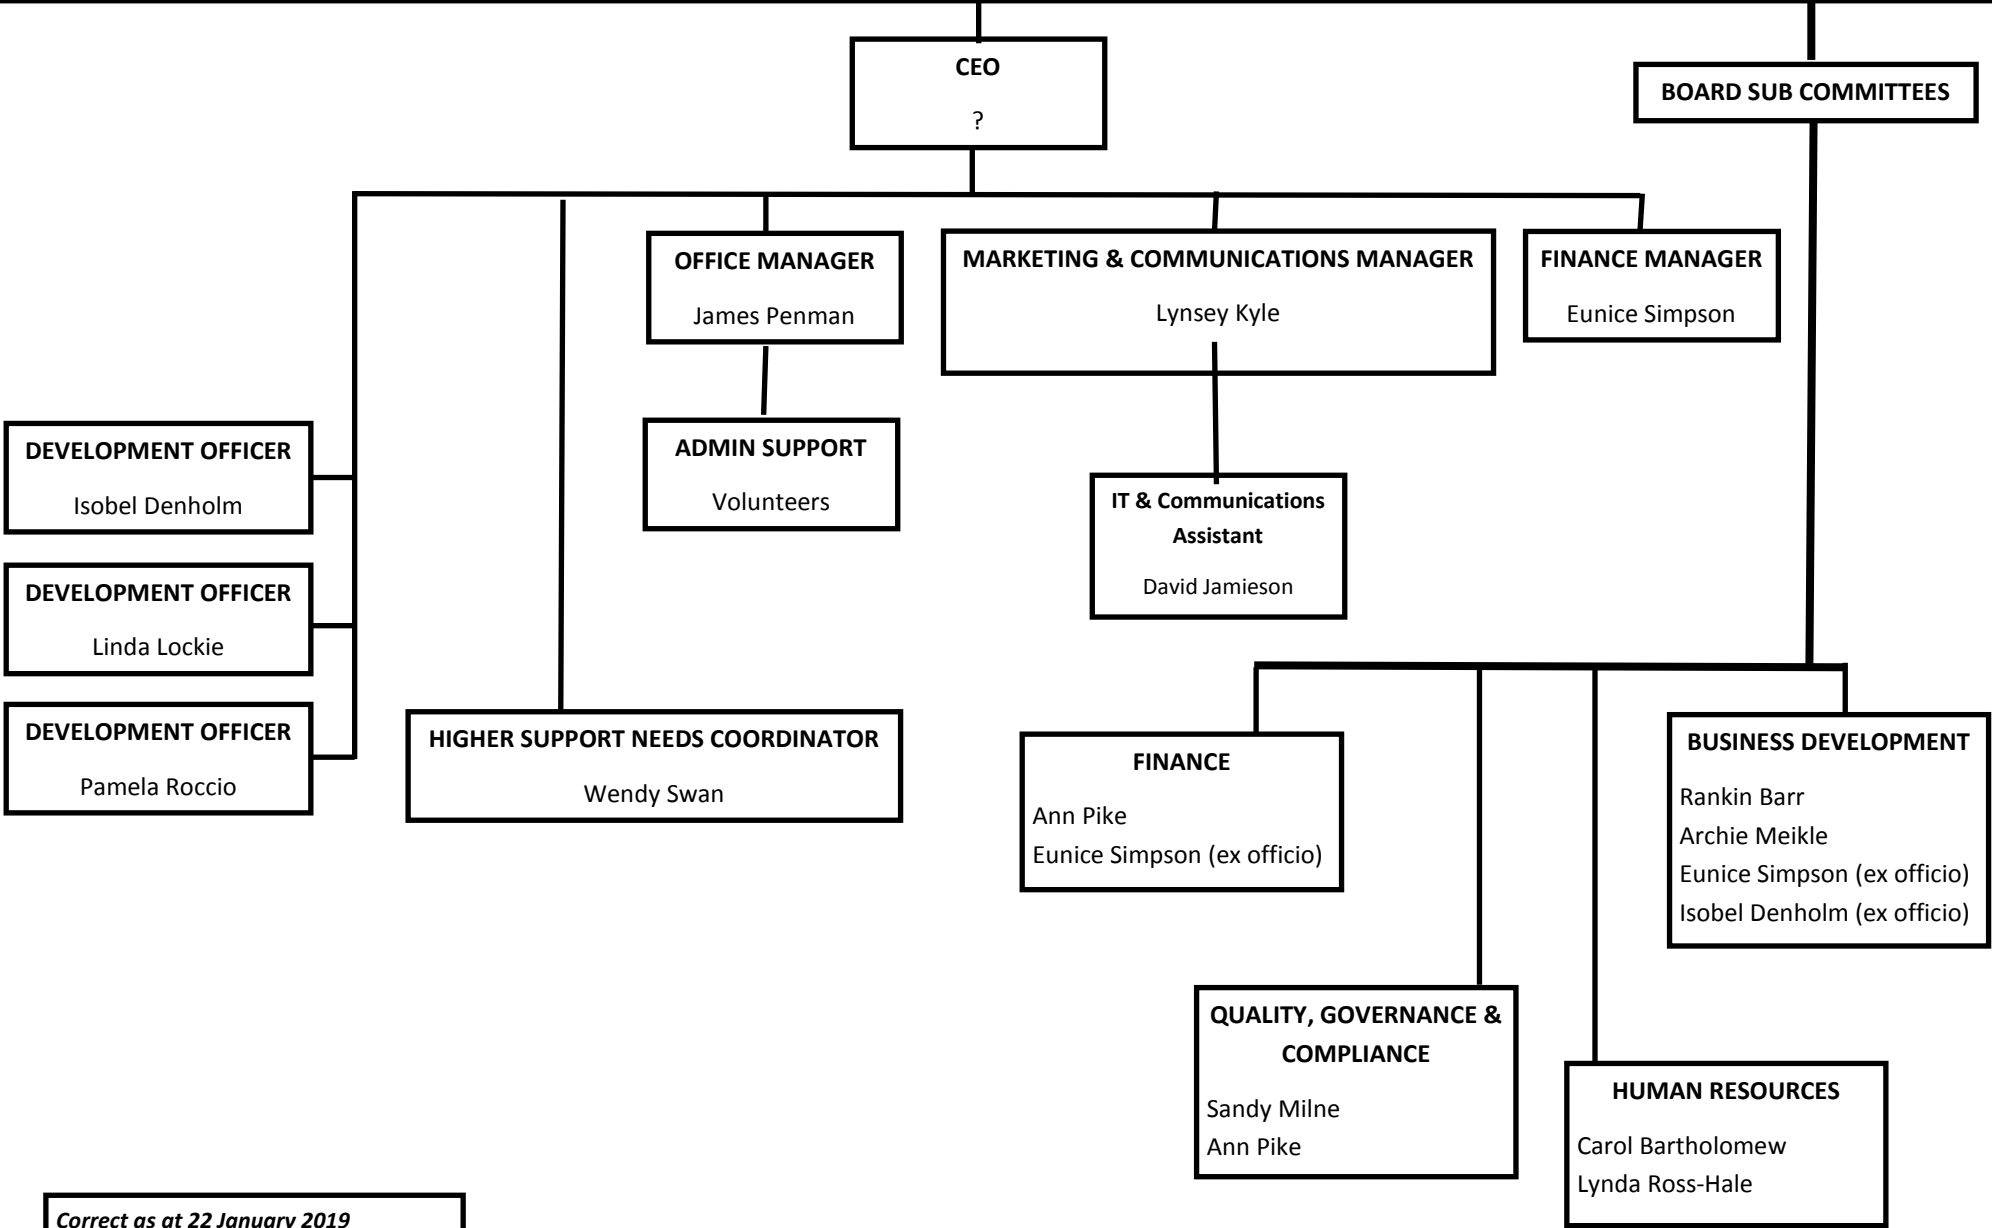 CEO
?
BOARD SUB COMMITTEES
OFFICE MANAGER
James Penman
MARKETING & COMMUNICATIONS MANAGER
Lynsey Kyle
FINANCE MANAGER
Eunice Simpson
DEVELOPMENT OFFICER
Isobel Denholm
ADMIN SUPPORT
Volunteers
IT & Communications
Assistant
David Jamieson
DEVELOPMENT OFFICER
Linda Lockie
DEVELOPMENT OFFICER
Pamela Roccio
HIGHER SUPPORT NEEDS COORDINATOR
Wendy Swan
FINANCE
Ann Pike
Eunice Simpson (ex officio)
BUSINESS DEVELOPMENT
Rankin Barr
Archie Meikle
Eunice Simpson (ex officio)
Isobel Denholm (ex officio)
QUALITY, GOVERNANCE &
COMPLIANCE
Sandy Milne
Ann Pike
HUMAN RESOURCES
Carol Bartholomew
Lynda Ross-Hale
Correct as at 22 January 2019